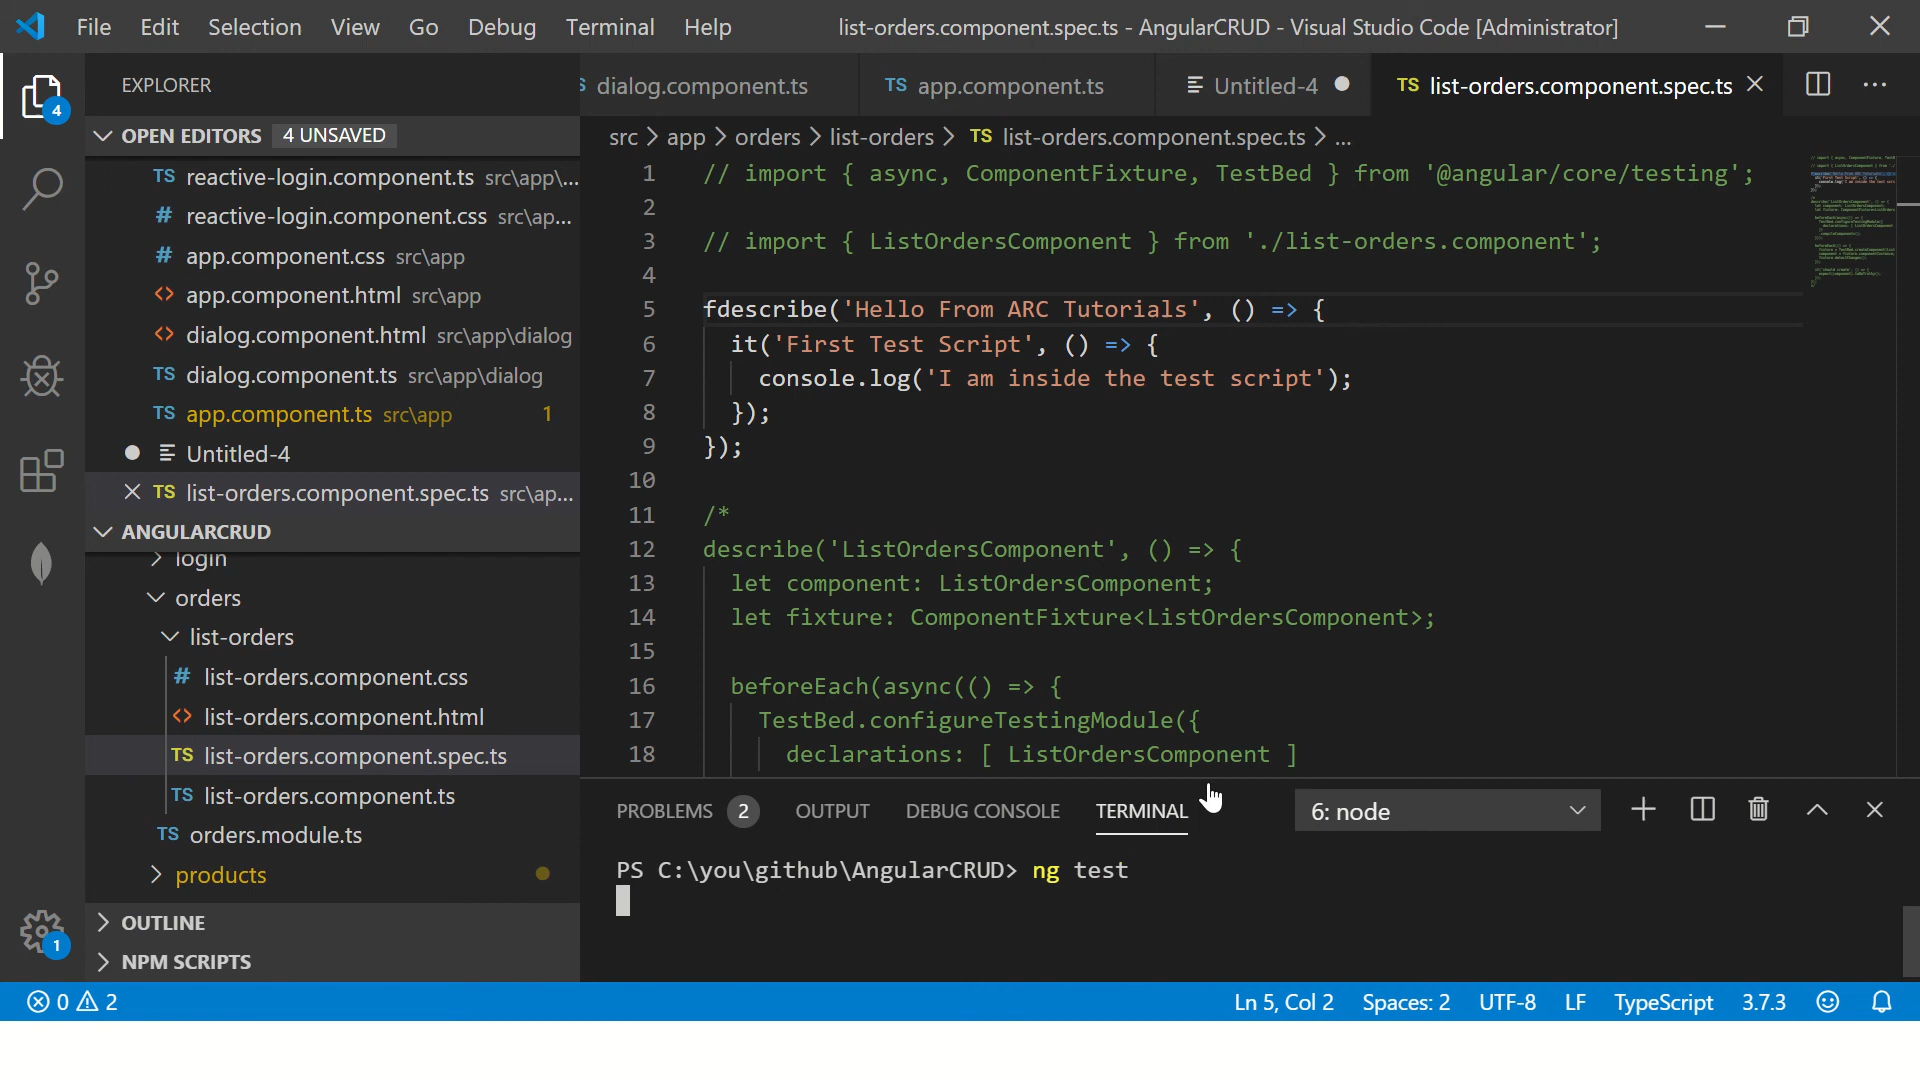 File Edit Selection View Go Debug Terminal Help list-orders.component.spec.ts - AngularCRUD - Visual Studio Code [Administrator]
EXPLORER
dialog.component.ts TS app.component.ts Untitled-4 TS list-orders.component.spec.ts
4
OPEN EDITORS 4 UNSAVED
TS reactive-login.component.ts src\app\...
# reactive-login.component.css src\ap...
# app.component.css src\app
<> app.component.html src\app
<> dialog.component.html src\app\dialog
TS dialog.component.ts src\app\dialog
TS app.component.ts src\app 1
Untitled-4
TS list-orders.component.spec.ts src\ap...
ANGULARCRUD
login
orders
list-orders
# list-orders.component.css
<> list-orders.component.html
TS list-orders.component.spec.ts
TS list-orders.component.ts
TS orders.module.ts
products
OUTLINE
NPM SCRIPTS
1
src > app > orders > list-orders > TS list-orders.component.spec.ts > ...
1 // import { async, ComponentFixture, TestBed } from '@angular/core/testing';
2
3 // import { ListOrdersComponent } from './list-orders.component';
4
5 fdescribe('Hello From ARC Tutorials', () => {
6 it('First Test Script', () => {
7 console.log('I am inside the test script');
8 });
9 });
10
11 /*
12 describe('ListOrdersComponent', () => {
13 let component: ListOrdersComponent;
14 let fixture: ComponentFixture<ListOrdersComponent>;
15
16 beforeEach(async(() => {
17 TestBed.configureTestingModule({
18 declarations: [ ListOrdersComponent ]
PROBLEMS 2 OUTPUT DEBUG CONSOLE TERMINAL 6: node
PS C:\you\github\AngularCRUD> ng test
0 2 Ln 5, Col 2 Spaces: 2 UTF-8 LF TypeScript 3.7.3